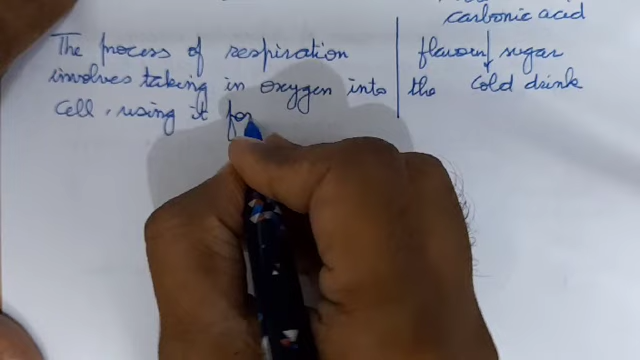 carbonic acid
flavour sugar
cold drink
The process of respiration
involves taking in oxygen into the
cell, using it for